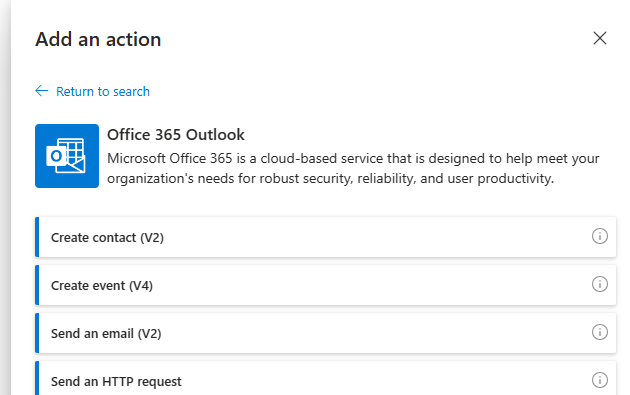 Add an action
Return to search
Office 365 Outlook
Microsoft Office 365 is a cloud-based service that is designed to help meet your
organization's needs for robust security, reliability, and user productivity.
Create contact (V2)
Create event (V4)
Send an email (V2)
Send an HTTP request